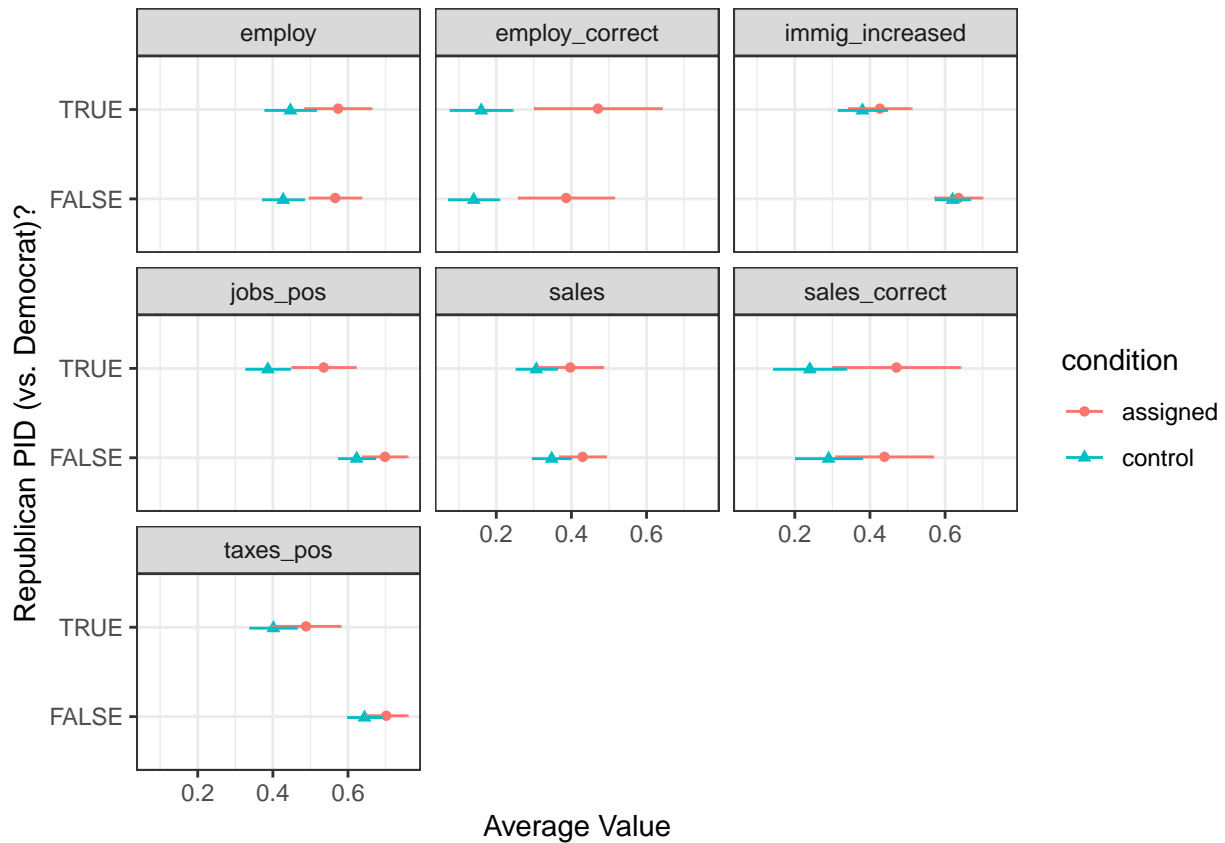 employ
employ_correct
immig_increased
TRUE
FALSE
jobs_pos
sales
sales_correct
TRUE
FALSE
0.2 0.4 0.6
0.2 0.4 0.6
taxes_pos
TRUE
FALSE
0.2 0.4 0.6
Average Value
Republican PID (vs. Democrat)?
condition
assigned
control